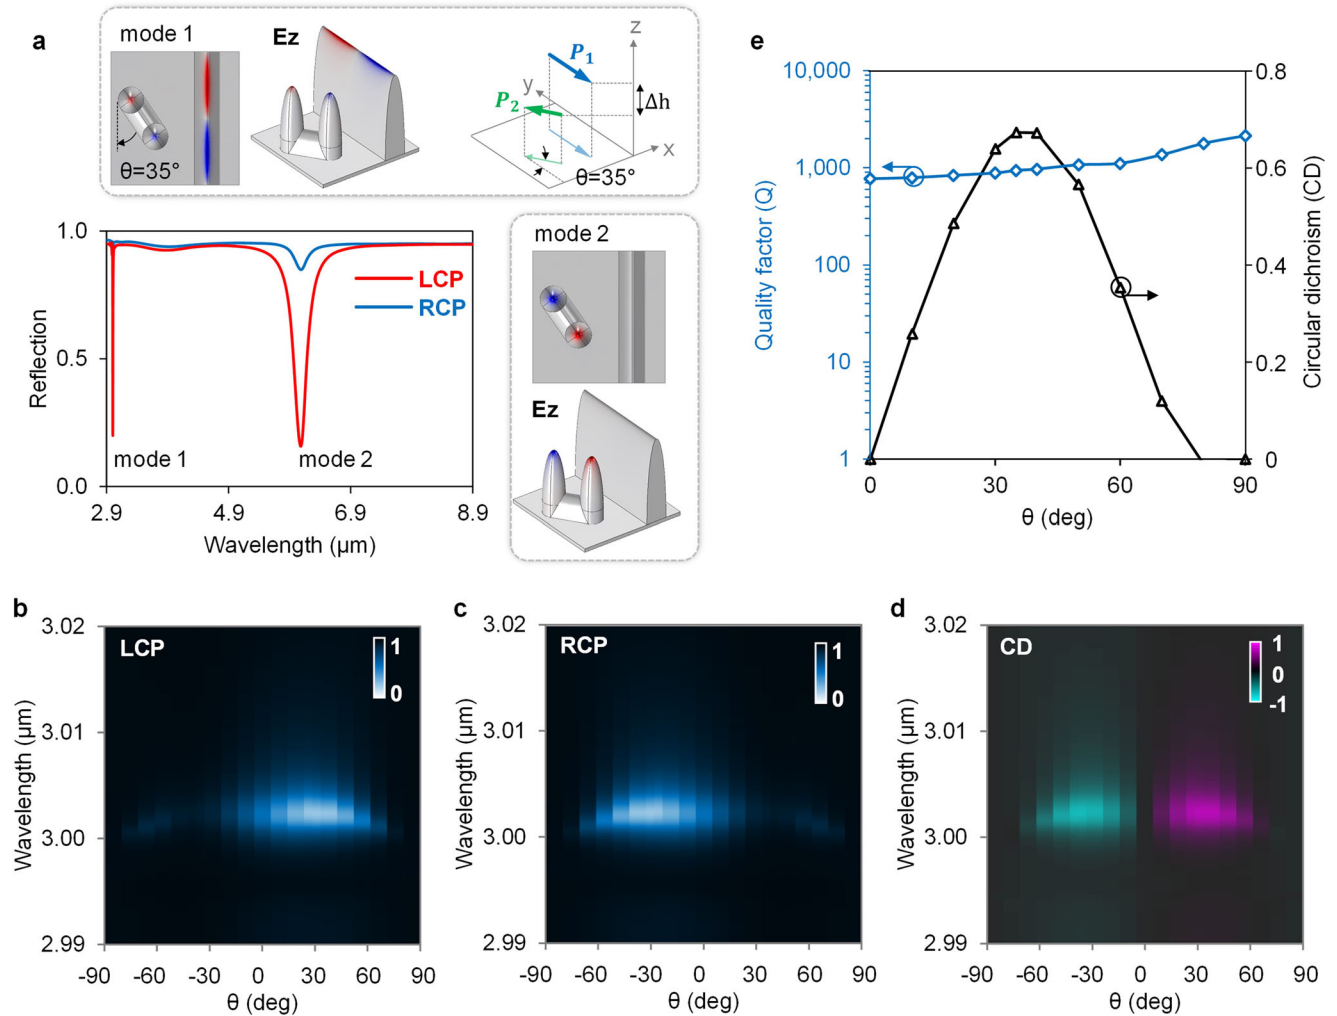 a
mode 1
Ez
θ=35°
P₁
P₂
Δh
z
y
x
θ=35°
1.0
0.5
0.0
Reflection
LCP
RCP
mode 1
mode 2
2.9
4.9
6.9
8.9
Wavelength (µm)
mode 2
Ez
e
10,000
1,000
100
10
1
Quality factor (Q)
0.8
0.6
0.4
0.2
0
Circular dichroism (CD)
0
30
60
90
θ (deg)
b
LCP
1
0
3.02
3.01
3.00
2.99
Wavelength (µm)
-90
-60
-30
0
30
60
90
θ (deg)
c
RCP
1
0
3.02
3.01
3.00
2.99
Wavelength (µm)
-90
-60
-30
0
30
60
90
θ (deg)
d
CD
1
0
-1
3.02
3.01
3.00
2.99
Wavelength (µm)
-90
-60
-30
0
30
60
90
θ (deg)